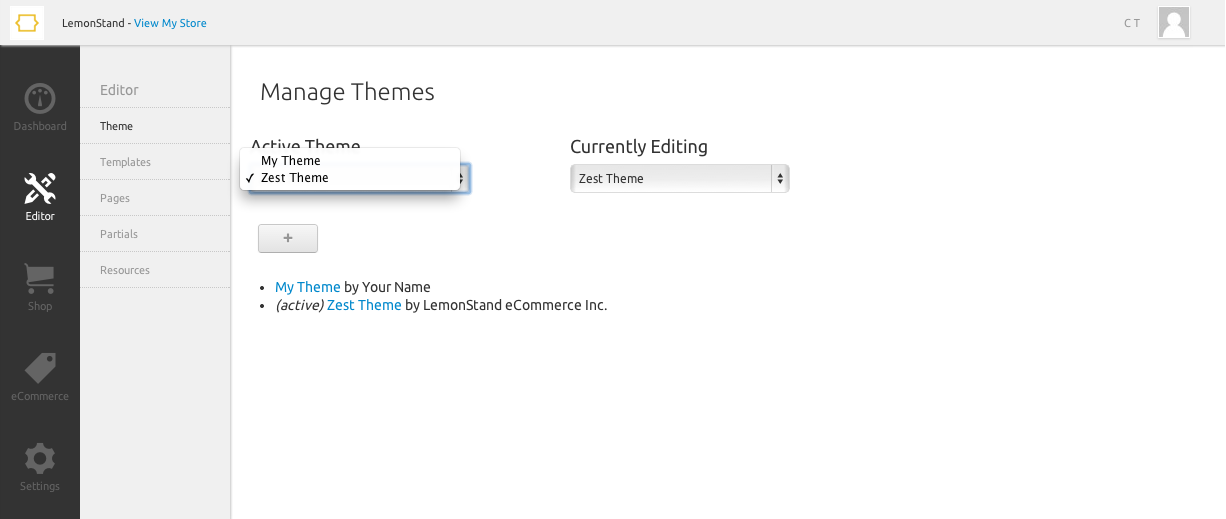 LemonStand - View My Store
C T
Dashboard
Editor
Shop
eCommerce
Settings
Editor
Theme
Templates
Pages
Partials
Resources
Manage Themes
Active Theme
My Theme
✓ Zest Theme
Currently Editing
Zest Theme
+
• My Theme by Your Name
• (active) Zest Theme by LemonStand eCommerce Inc.